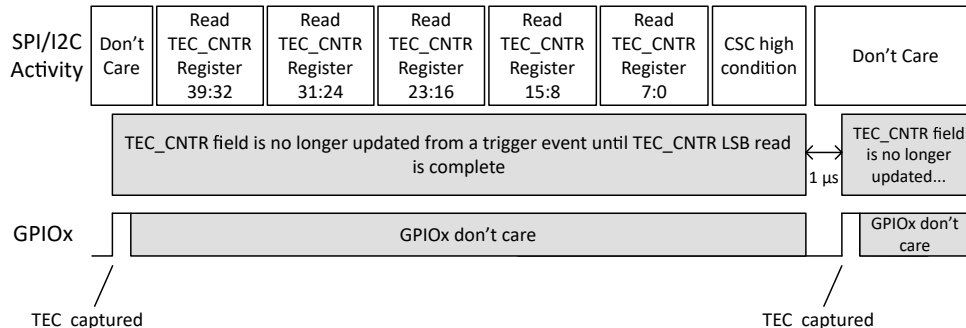 SPI/I2C
Activity
Don't
Care
Read
TEC_CNTR
Register
39:32
Read
TEC_CNTR
Register
31:24
Read
TEC_CNTR
Register
23:16
Read
TEC_CNTR
Register
15:8
Read
TEC_CNTR
Register
7:0
CSC high
condition
Don't Care
TEC_CNTR field is no longer updated from a trigger event until TEC_CNTR LSB read
is complete
1 µs
TEC_CNTR field
is no longer
updated...
GPIOx
GPIOx don't care
GPIOx don't
care
TEC captured
TEC captured